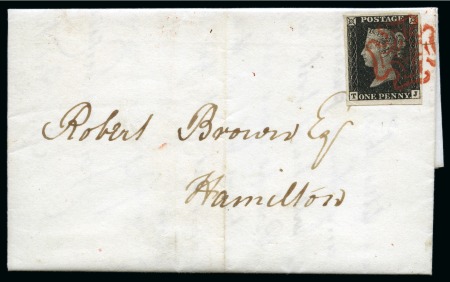 POSTAGE
T ONE PENNY J
Robert Brown Esq
Hamilton